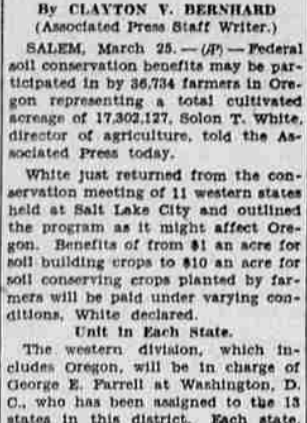 By CLAYTON V. BERNHARD
(Associated Press Staff Writer.)
SALEM, March 25.—(AP)—Federal
soil conservation benefits may be par-
ticipated in by 36,734 farmers in Ore-
gon representing a total cultivated
acreage of 17,302,127, Solon T. White,
director of agriculture, told the As-
sociated Press today.
White just returned from the con-
servation meeting of 11 western states
held at Salt Lake City and outlined
the program as it might affect Ore-
gon. Benefits of from $1 an acre for
soil building crops to $10 an acre for
soil conserving crops planted by far-
mers will be paid under varying con-
ditions, White declared.
Unit in Each State.
The western division, which in-
cludes Oregon, will be in charge of
George E. Farrell at Washington, D.
C., who has been assigned to the 13
states in this district. Each state